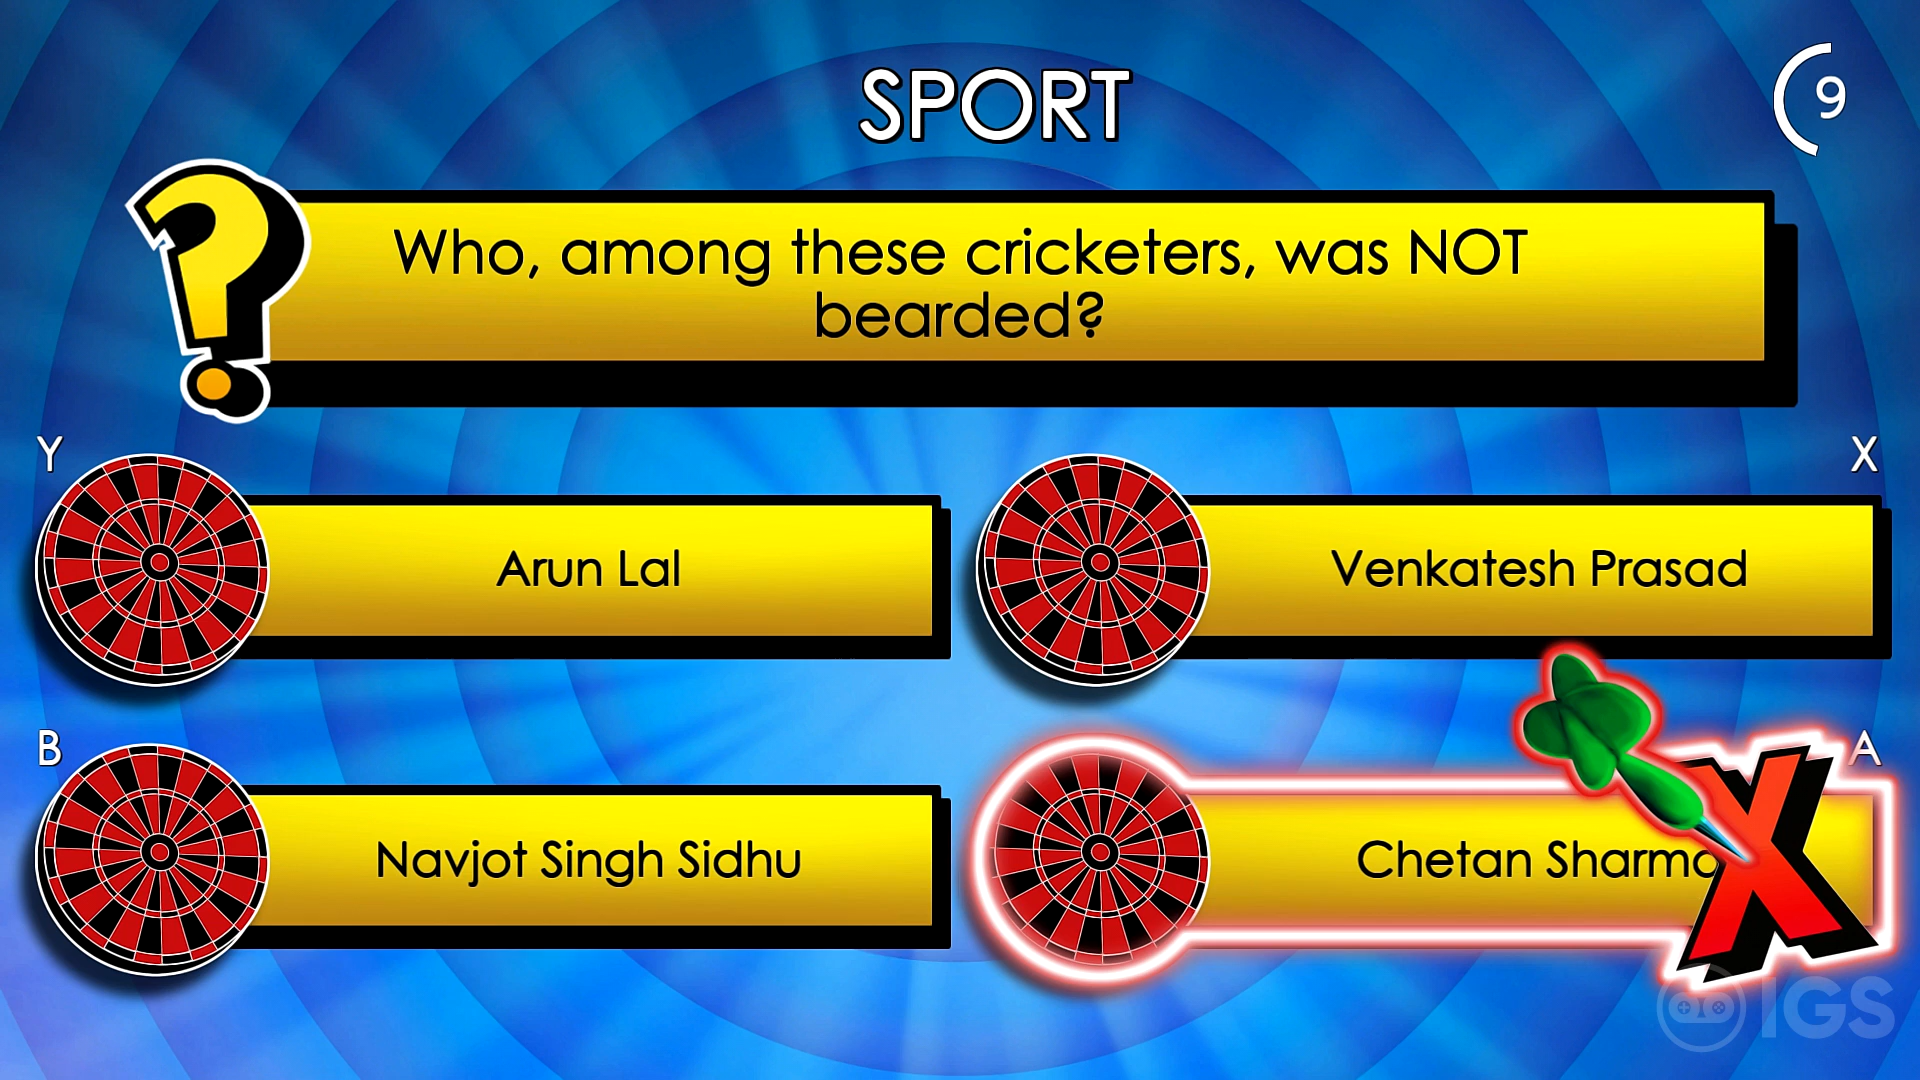 SPORT
9
Who, among these cricketers, was NOT
bearded?
Y
X
Arun Lal
Venkatesh Prasad
B
A
Navjot Singh Sidhu
Chetan Sharma
IGS